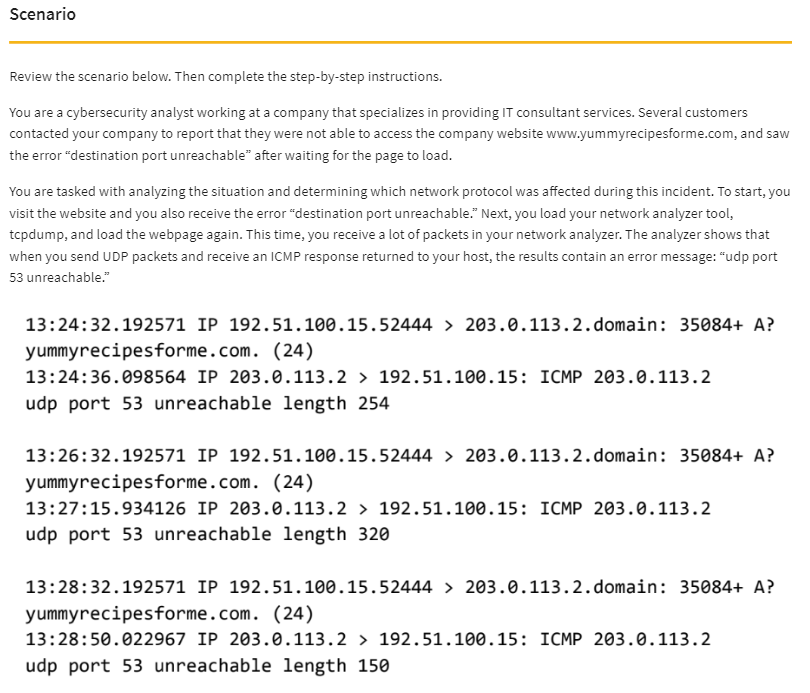 Scenario
Review the scenario below. Then complete the step-by-step instructions.
You are a cybersecurity analyst working at a company that specializes in providing IT consultant services. Several customers
contacted your company to report that they were not able to access the company website www.yummyrecipesforme.com, and saw
the error “destination port unreachable” after waiting for the page to load.
You are tasked with analyzing the situation and determining which network protocol was affected during this incident. To start, you
visit the website and you also receive the error “destination port unreachable.” Next, you load your network analyzer tool,
tcpdump, and load the webpage again. This time, you receive a lot of packets in your network analyzer. The analyzer shows that
when you send UDP packets and receive an ICMP response returned to your host, the results contain an error message: “udp port
53 unreachable.”
13:24:32.192571 IP 192.51.100.15.52444 > 203.0.113.2.domain: 35084+ A?
yummyrecipesforme.com. (24)
13:24:36.098564 IP 203.0.113.2 > 192.51.100.15: ICMP 203.0.113.2
udp port 53 unreachable length 254
13:26:32.192571 IP 192.51.100.15.52444 > 203.0.113.2.domain: 35084+ A?
yummyrecipesforme.com. (24)
13:27:15.934126 IP 203.0.113.2 > 192.51.100.15: ICMP 203.0.113.2
udp port 53 unreachable length 320
13:28:32.192571 IP 192.51.100.15.52444 > 203.0.113.2.domain: 35084+ A?
yummyrecipesforme.com. (24)
13:28:50.022967 IP 203.0.113.2 > 192.51.100.15: ICMP 203.0.113.2
udp port 53 unreachable length 150